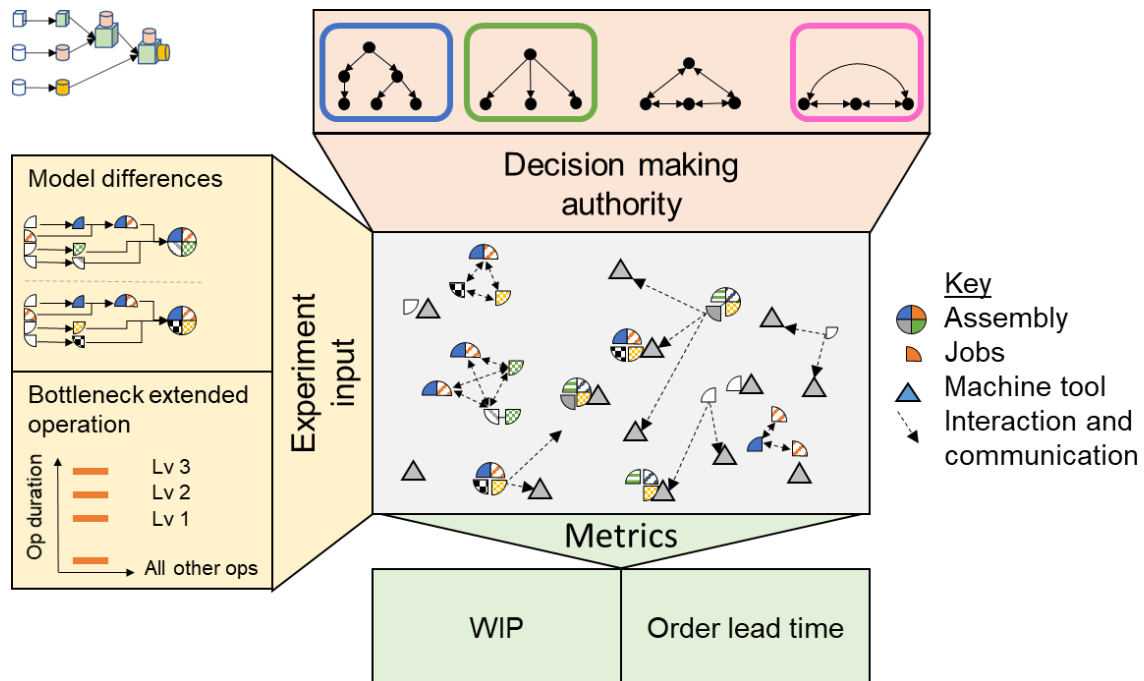 Decision making
authority
Model differences
Experiment
input
Bottleneck extended
operation
Op duration
Lv 3
Lv 2
Lv 1
All other ops
Key
Assembly
Jobs
Machine tool
Interaction and
communication
Metrics
WIP
Order lead time